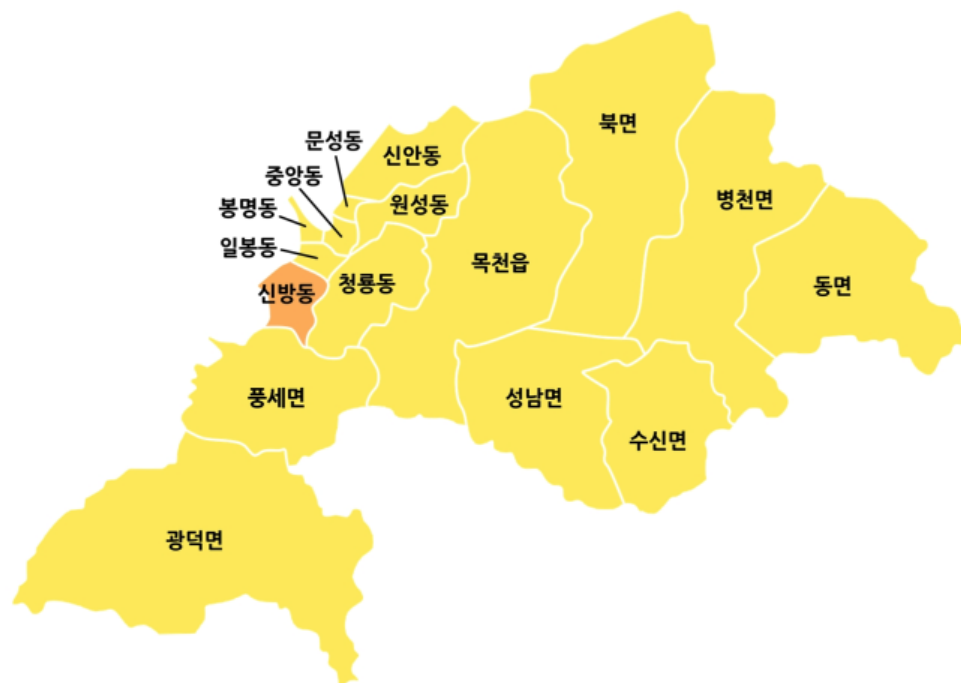 북면
문성동
신안동
중앙동
병천면
봉명동
원성동
일봉동
목천읍
청룡동
동면
신방동
풍세면
성남면
수신면
광덕면